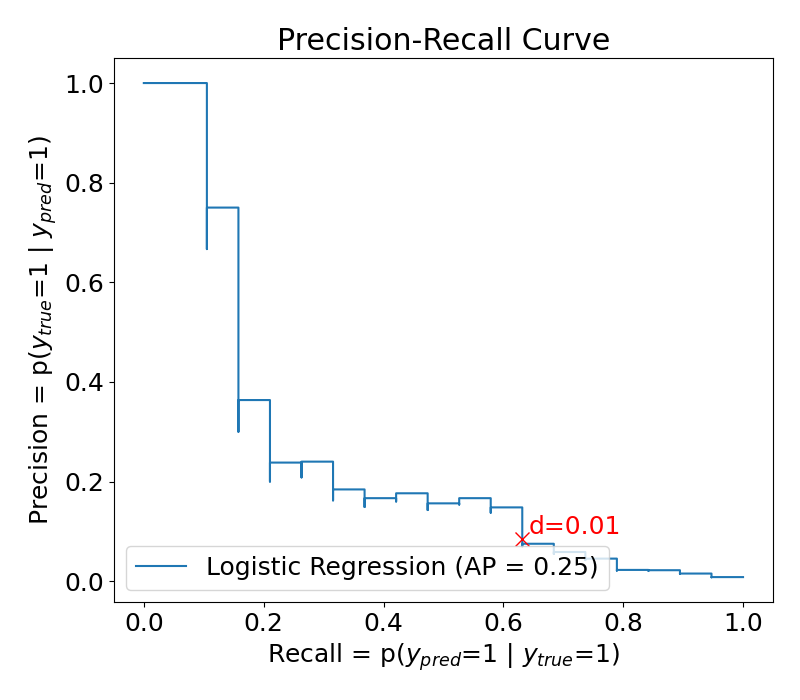 Precision-Recall Curve
Precision = p(y_true=1 | y_pred=1)
1.0
0.8
0.6
0.4
0.2
0.0
d=0.01
Logistic Regression (AP = 0.25)
0.0 0.2 0.4 0.6 0.8 1.0
Recall = p(y_pred=1 | y_true=1)